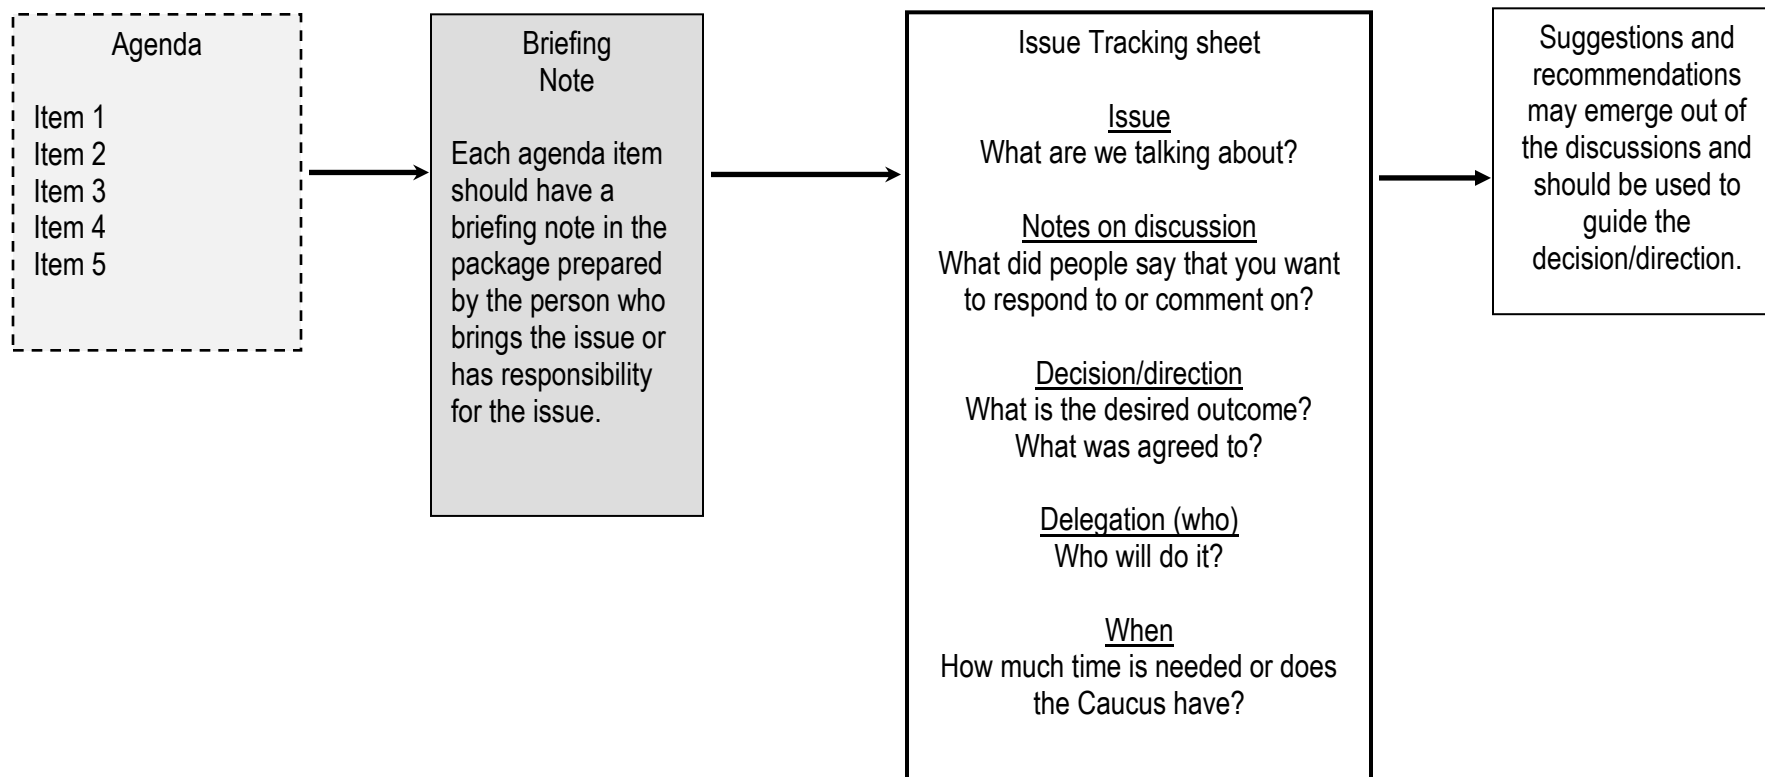 Agenda
Item 1
Item 2
Item 3
Item 4
Item 5
Briefing
Note
Each agenda item
should have a
briefing note in the
package prepared
by the person who
brings the issue or
has responsibility
for the issue.
Issue Tracking sheet
Issue
What are we talking about?
Notes on discussion
What did people say that you want
to respond to or comment on?
Decision/direction
What is the desired outcome?
What was agreed to?
Delegation (who)
Who will do it?
When
How much time is needed or does
the Caucus have?
Suggestions and
recommendations
may emerge out of
the discussions and
should be used to
guide the
decision/direction.